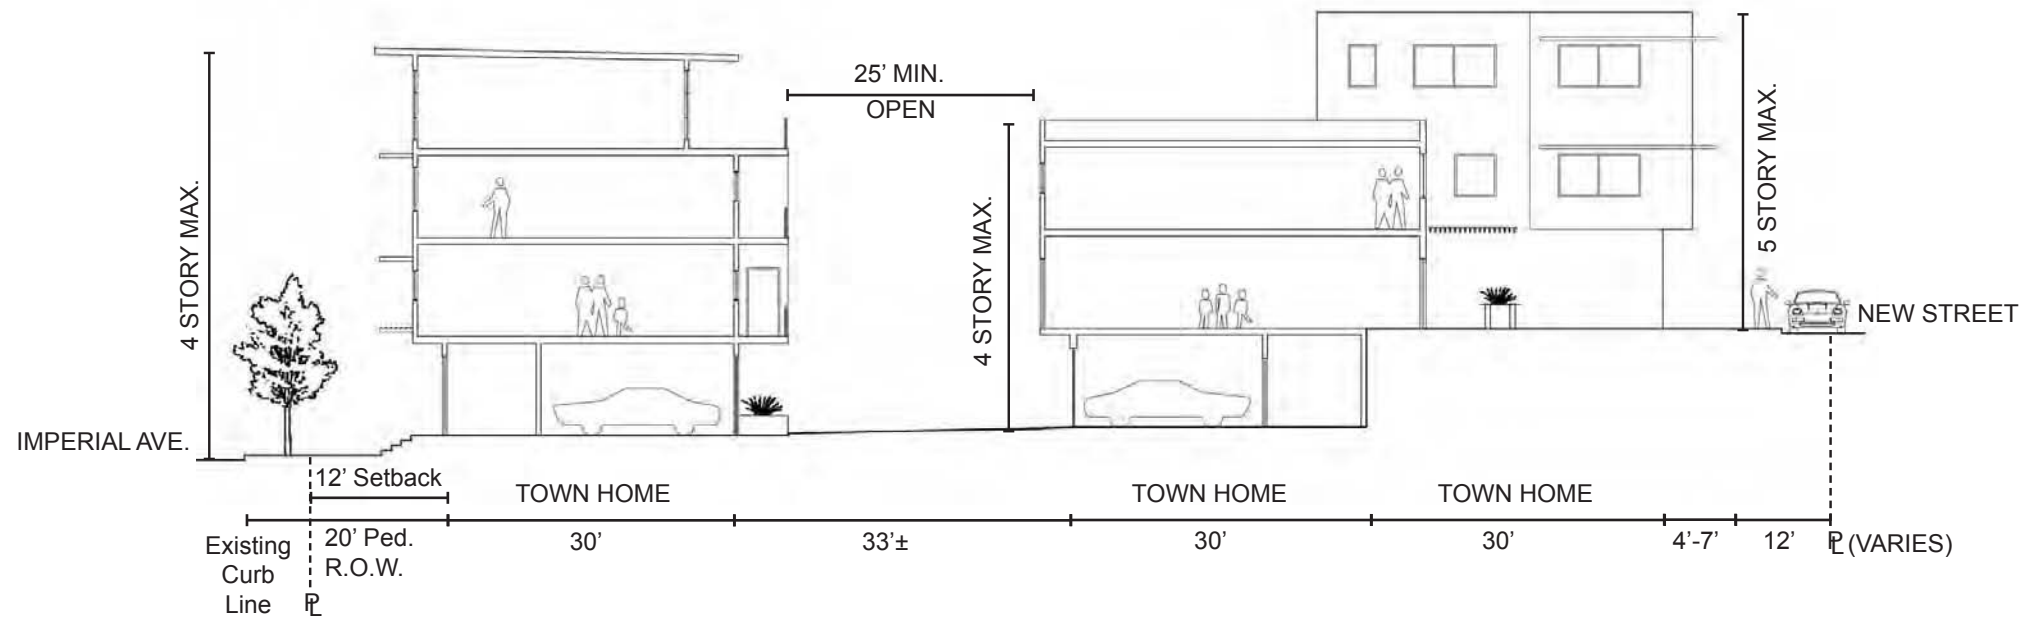 25’ MIN.
OPEN
4 STORY MAX.
4 STORY MAX.
5 STORY MAX.
NEW STREET
IMPERIAL AVE.
12’ Setback
TOWN HOME
TOWN HOME
TOWN HOME
Existing
Curb
Line
PL
20’ Ped.
R.O.W.
30’
33’±
30’
30’
4’-7’
12’
PL (VARIES)